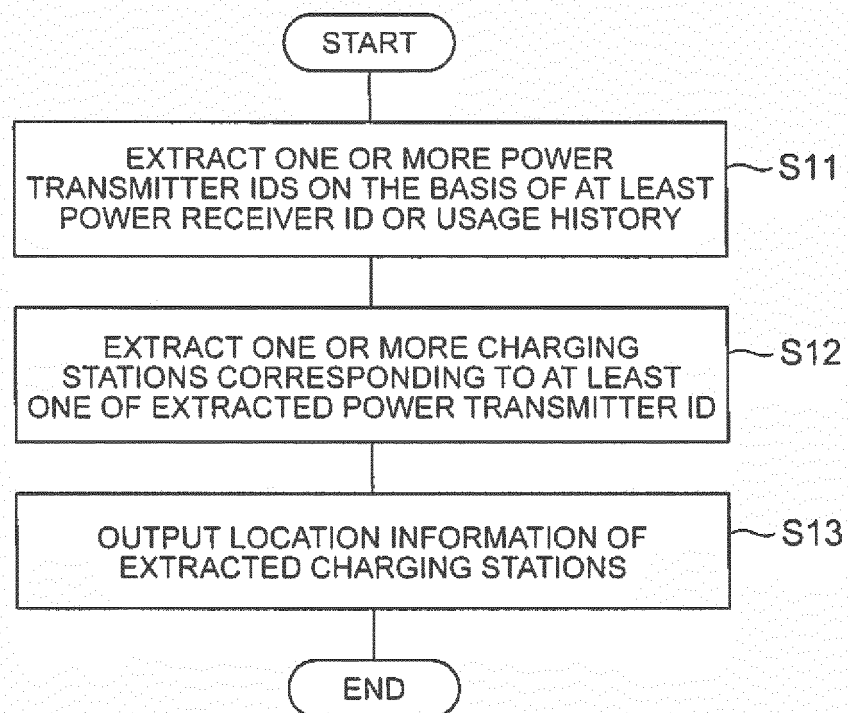 START
EXTRACT ONE OR MORE POWER
TRANSMITTER IDS ON THE BASIS OF AT LEAST
POWER RECEIVER ID OR USAGE HISTORY
S11
EXTRACT ONE OR MORE CHARGING
STATIONS CORRESPONDING TO AT LEAST
ONE OF EXTRACTED POWER TRANSMITTER ID
S12
OUTPUT LOCATION INFORMATION OF
EXTRACTED CHARGING STATIONS
S13
END